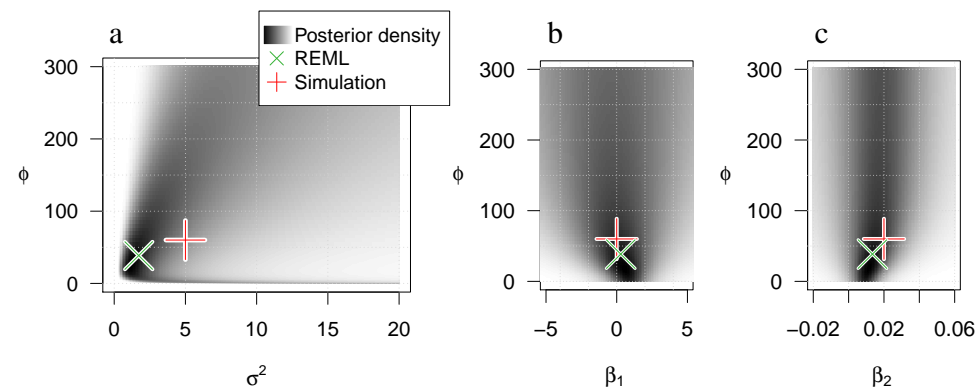 a
Posterior density
REML
Simulation
b
c
300
200
100
0
ϕ
0 5 10 15 20
σ²
300
200
100
0
ϕ
−5 0 5
β₁
300
200
100
0
ϕ
−0.02 0.02 0.06
β₂